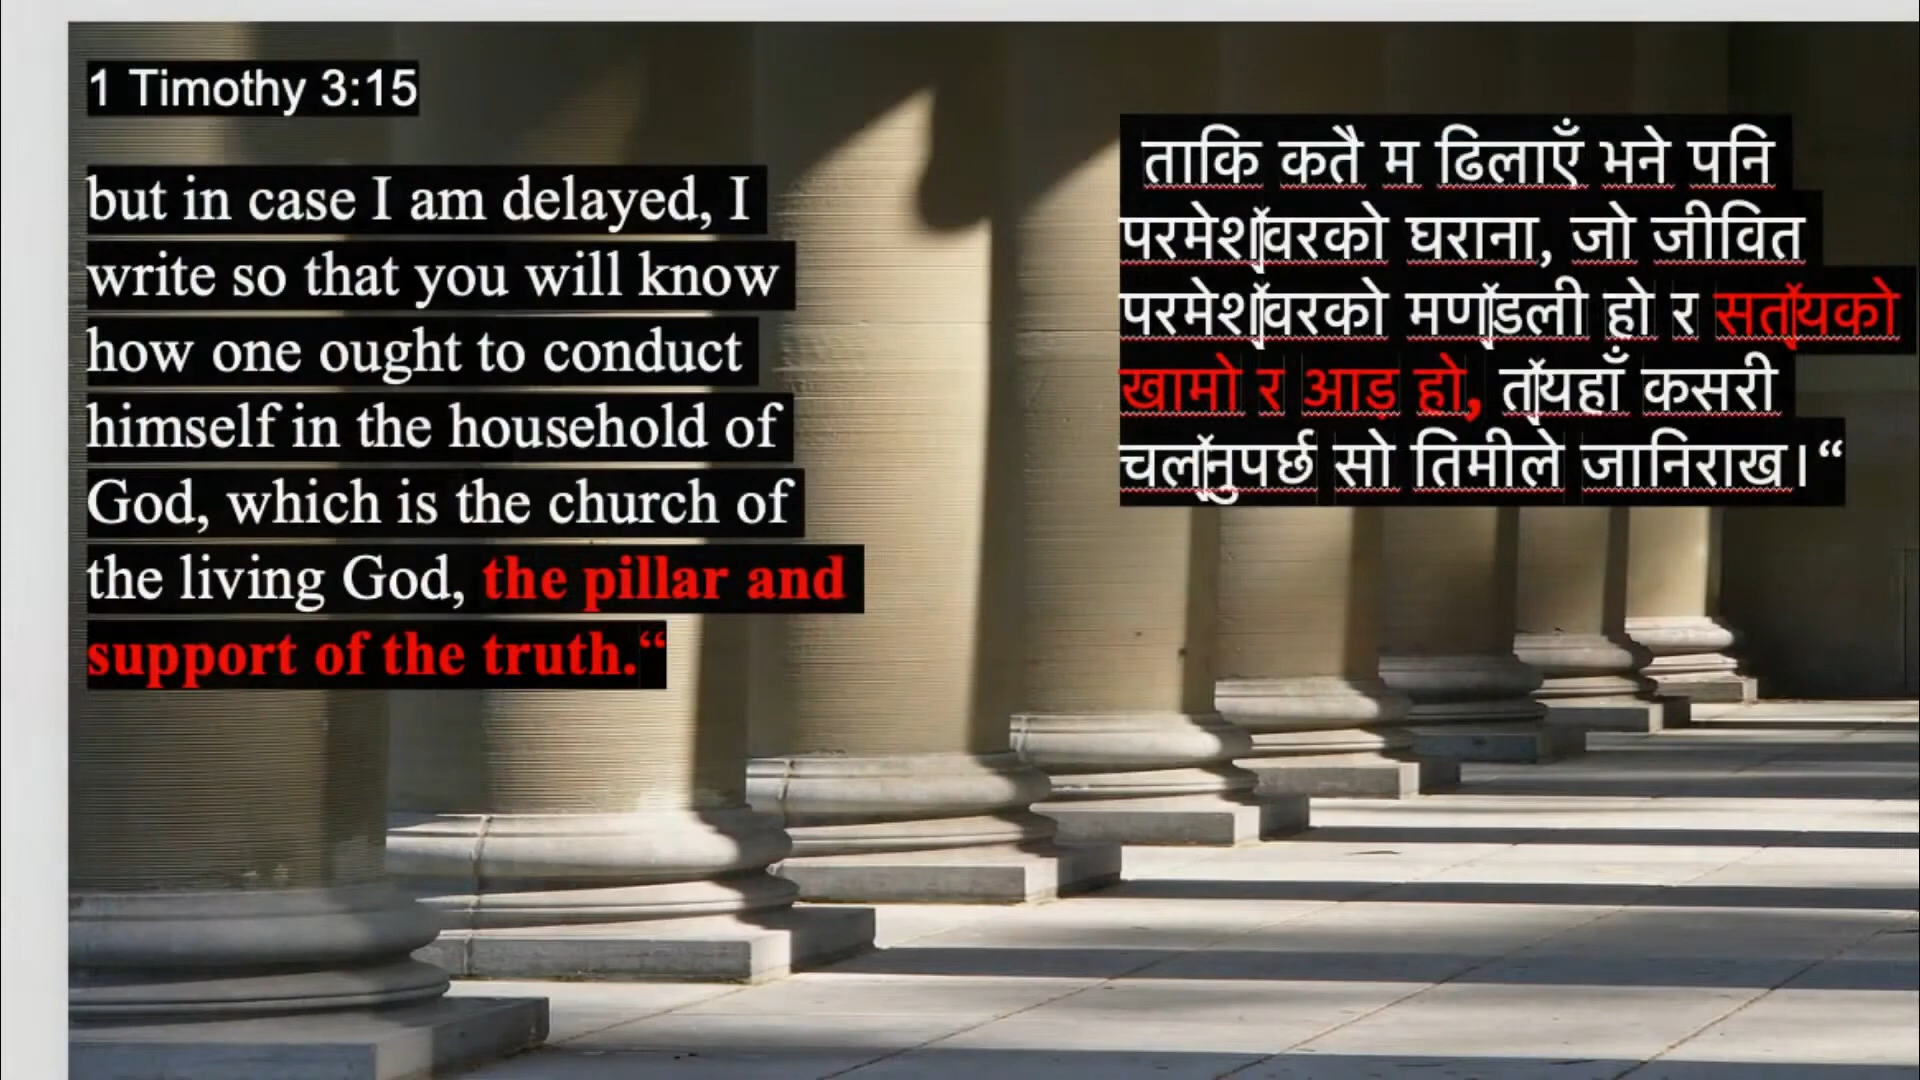 1 Timothy 3:15
but in case I am delayed, I
write so that you will know
how one ought to conduct
himself in the household of
God, which is the church of
the living God, the pillar and
support of the truth.“
ताकि कतै म ढिलाएँ भने पनि
परमेश्‍वरको घराना, जो जीवित
परमेश्‍वरको मण्‍डली हो र सत्‍यको
खामो र आड़ हो, त्‍यहाँ कसरी
चल्‍नुपर्छ सो तिमीले जानिराख।“